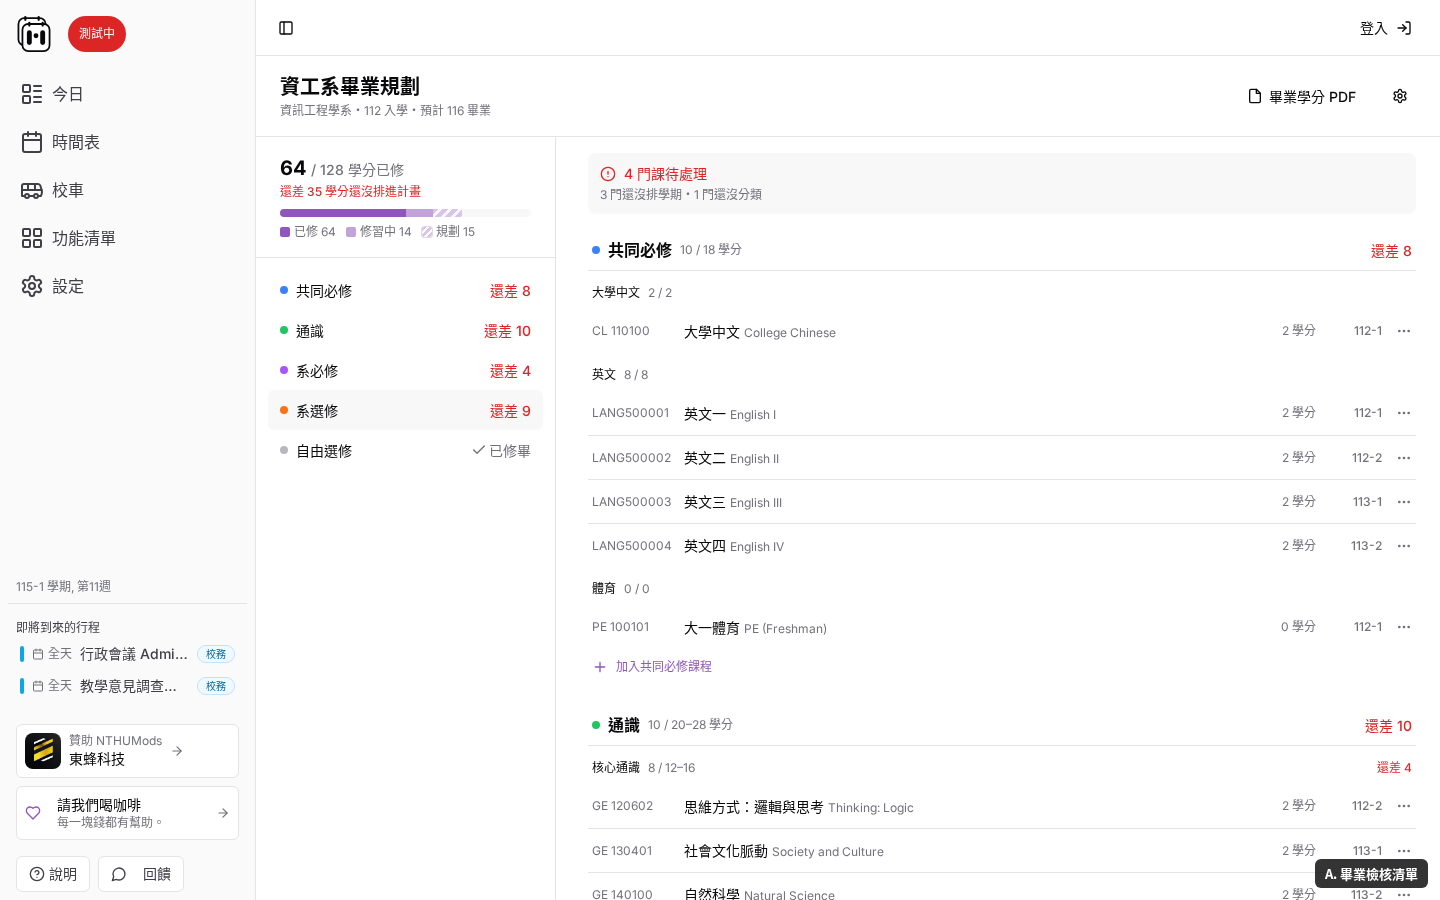 測試中
今日
時間表
校車
功能清單
設定
115-1 學期, 第11週
即將到來的行程
全天 行政會議 Admi... 校務
全天 教學意見調查... 校務
贊助 NTHUMods
東蜂科技
請我們喝咖啡
每一塊錢都有幫助。
說明
回饋
登入
資工系畢業規劃
資訊工程學系・112 入學・預計 116 畢業
畢業學分 PDF
64 / 128 學分已修
還差 35 學分還沒排進計畫
已修 64 修習中 14 規劃 15
共同必修 還差 8
通識 還差 10
系必修 還差 4
系選修 還差 9
自由選修 已修畢
4 門課待處理
3 門還沒排學期・1 門還沒分類
共同必修 10 / 18 學分 還差 8
大學中文 2 / 2
CL 110100 大學中文 College Chinese 2 學分 112-1
英文 8 / 8
LANG500001 英文一 English I 2 學分 112-1
LANG500002 英文二 English II 2 學分 112-2
LANG500003 英文三 English III 2 學分 113-1
LANG500004 英文四 English IV 2 學分 113-2
體育 0 / 0
PE 100101 大一體育 PE (Freshman) 0 學分 112-1
加入共同必修課程
通識 10 / 20–28 學分 還差 10
核心通識 8 / 12–16 還差 4
GE 120602 思維方式：邏輯與思考 Thinking: Logic 2 學分 112-2
GE 130401 社會文化脈動 Society and Culture 2 學分 113-1
GE 140100 自然科學 Natural Science 2 學分 113-2
A. 畢業檢核清單